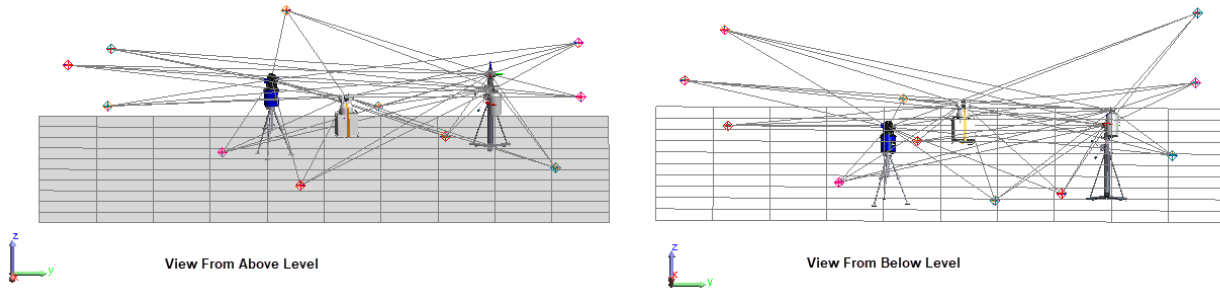 z
y
x
View From Above Level
z
y
x
View From Below Level